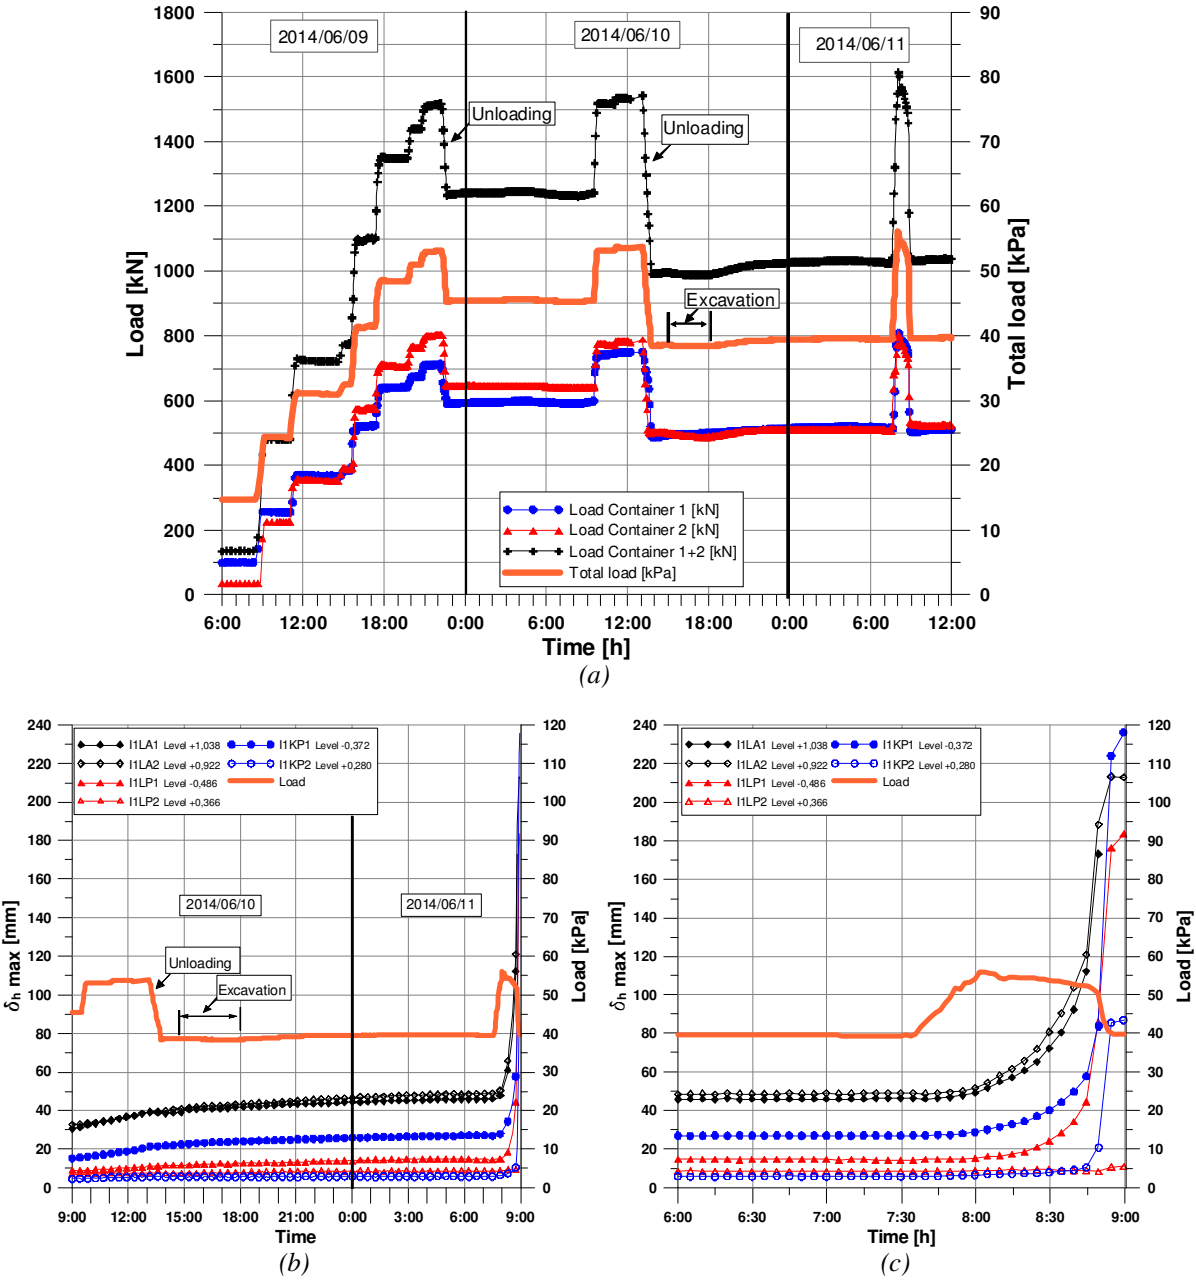 1800
1600
1400
1200
1000
800
600
400
200
0
Load [kN]
90
80
70
60
50
40
30
20
10
0
Total load [kPa]
2014/06/09
2014/06/10
2014/06/11
Unloading
Unloading
Excavation
Load Container 1 [kN]
Load Container 2 [kN]
Load Container 1+2 [kN]
Total load [kPa]
6:00 12:00 18:00 0:00 6:00 12:00 18:00 0:00 6:00 12:00
Time [h]
(a)
240
220
200
180
160
140
120
100
80
60
40
20
0
δh max [mm]
120
110
100
90
80
70
60
50
40
30
20
10
0
Load [kPa]
I1LA1 Level +1,038
I1LA2 Level +0,922
I1LP1 Level -0,486
I1LP2 Level +0,366
I1KP1 Level -0,372
I1KP2 Level +0,280
Load
2014/06/10
2014/06/11
Unloading
Excavation
9:00 12:00 15:00 18:00 21:00 0:00 3:00 6:00 9:00
Time
(b)
240
220
200
180
160
140
120
100
80
60
40
20
0
δh max [mm]
120
110
100
90
80
70
60
50
40
30
20
10
0
Load [kPa]
I1LA1 Level +1,038
I1LA2 Level +0,922
I1LP1 Level -0,486
I1LP2 Level +0,366
I1KP1 Level -0,372
I1KP2 Level +0,280
Load
6:00 6:30 7:00 7:30 8:00 8:30 9:00
Time [h]
(c)